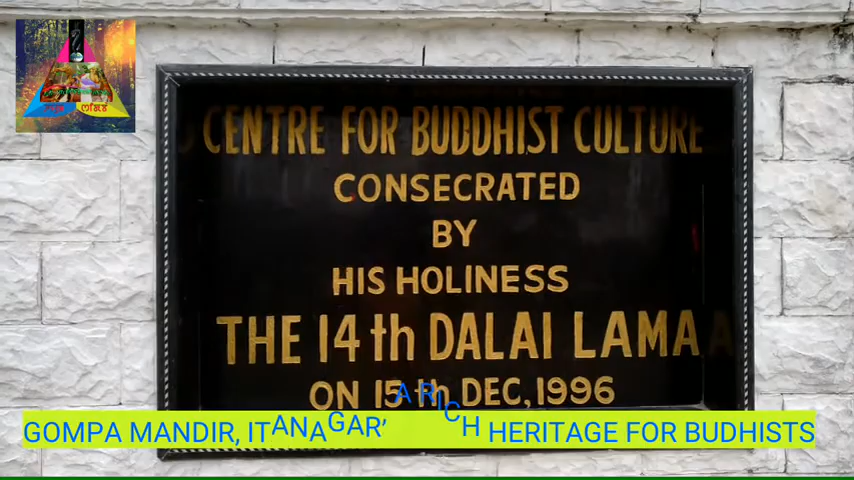 CENTRE FOR BUDDHIST CULTURE
CONSECRATED
BY
HIS HOLINESS
THE 14th DALAI LAMA
ON 15th DEC, 1996
GOMPA MANDIR, ITANAGAR' A RICH HERITAGE FOR BUDHISTS